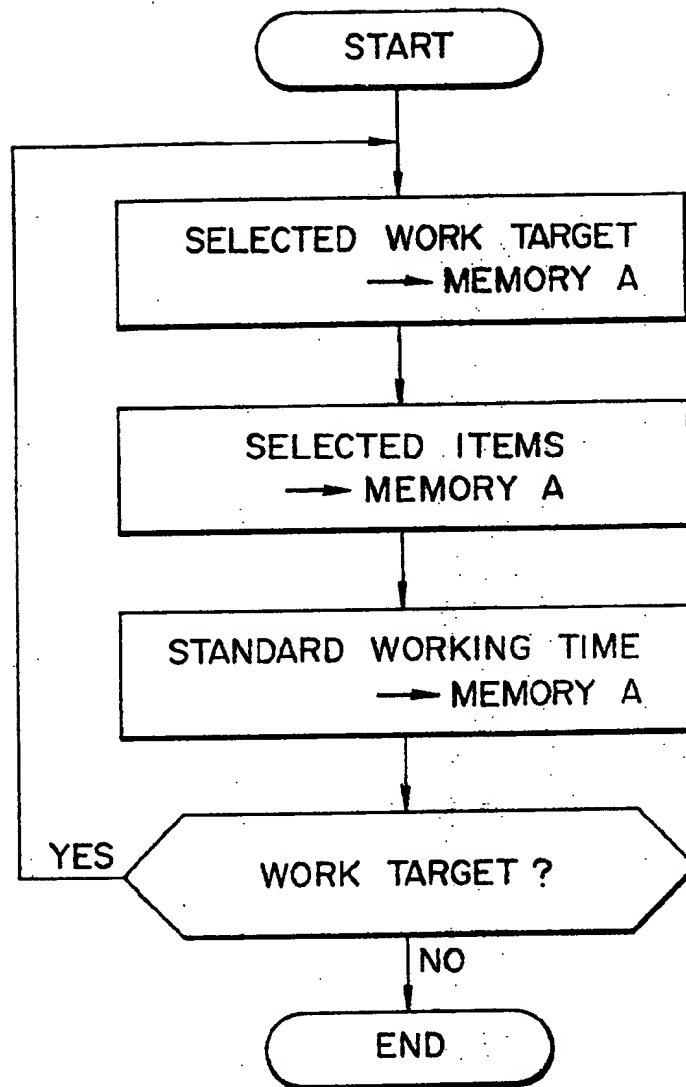 START
SELECTED WORK TARGET
→ MEMORY A
SELECTED ITEMS
→ MEMORY A
STANDARD WORKING TIME
→ MEMORY A
YES
WORK TARGET ?
NO
END